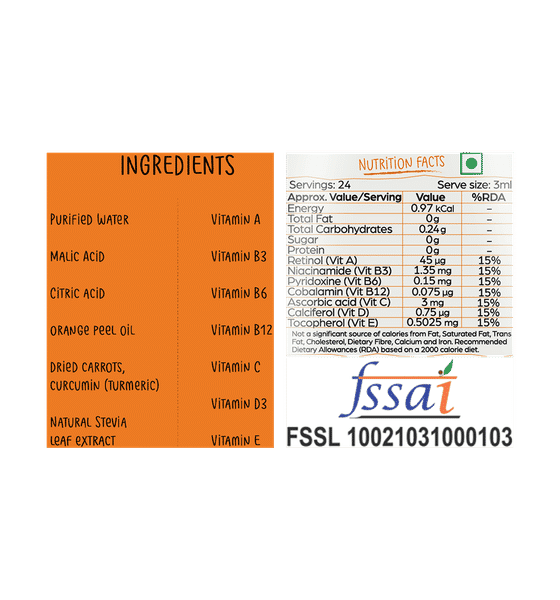 INGREDIENTS
PURIFIED WATER
VITAMIN A
MALIC ACID
VITAMIN B3
CITRIC ACID
VITAMIN B6
ORANGE PEEL OIL
VITAMIN B12
DRIED CARROTS,
CURCUMIN (TURMERIC)
VITAMIN C
VITAMIN D3
NATURAL STEVIA
LEAF EXTRACT
VITAMIN E
NUTRITION FACTS
Servings: 24 Serve size: 3ml
Approx. Value/Serving Value %RDA
Energy 0.97 kCal –
Total Fat 0g –
Total Carbohydrates 0.24g –
Sugar 0g –
Protein 0g –
Retinol (Vit A) 45 µg 15%
Niacinamide (Vit B3) 1.35 mg 15%
Pyridoxine (Vit B6) 0.15 mg 15%
Cobalamin (Vit B12) 0.075 µg 15%
Ascorbic acid (Vit C) 3 mg 15%
Calciferol (Vit D) 0.75 µg 15%
Tocopherol (Vit E) 0.5025 mg 15%
Not a significant source of calories from Fat, Saturated Fat, Trans
Fat, Cholesterol, Dietary Fibre, Calcium and Iron. Recommended
Dietary Allowances (RDA) based on a 2000 calorie diet.
fssai
FSSL 10021031000103